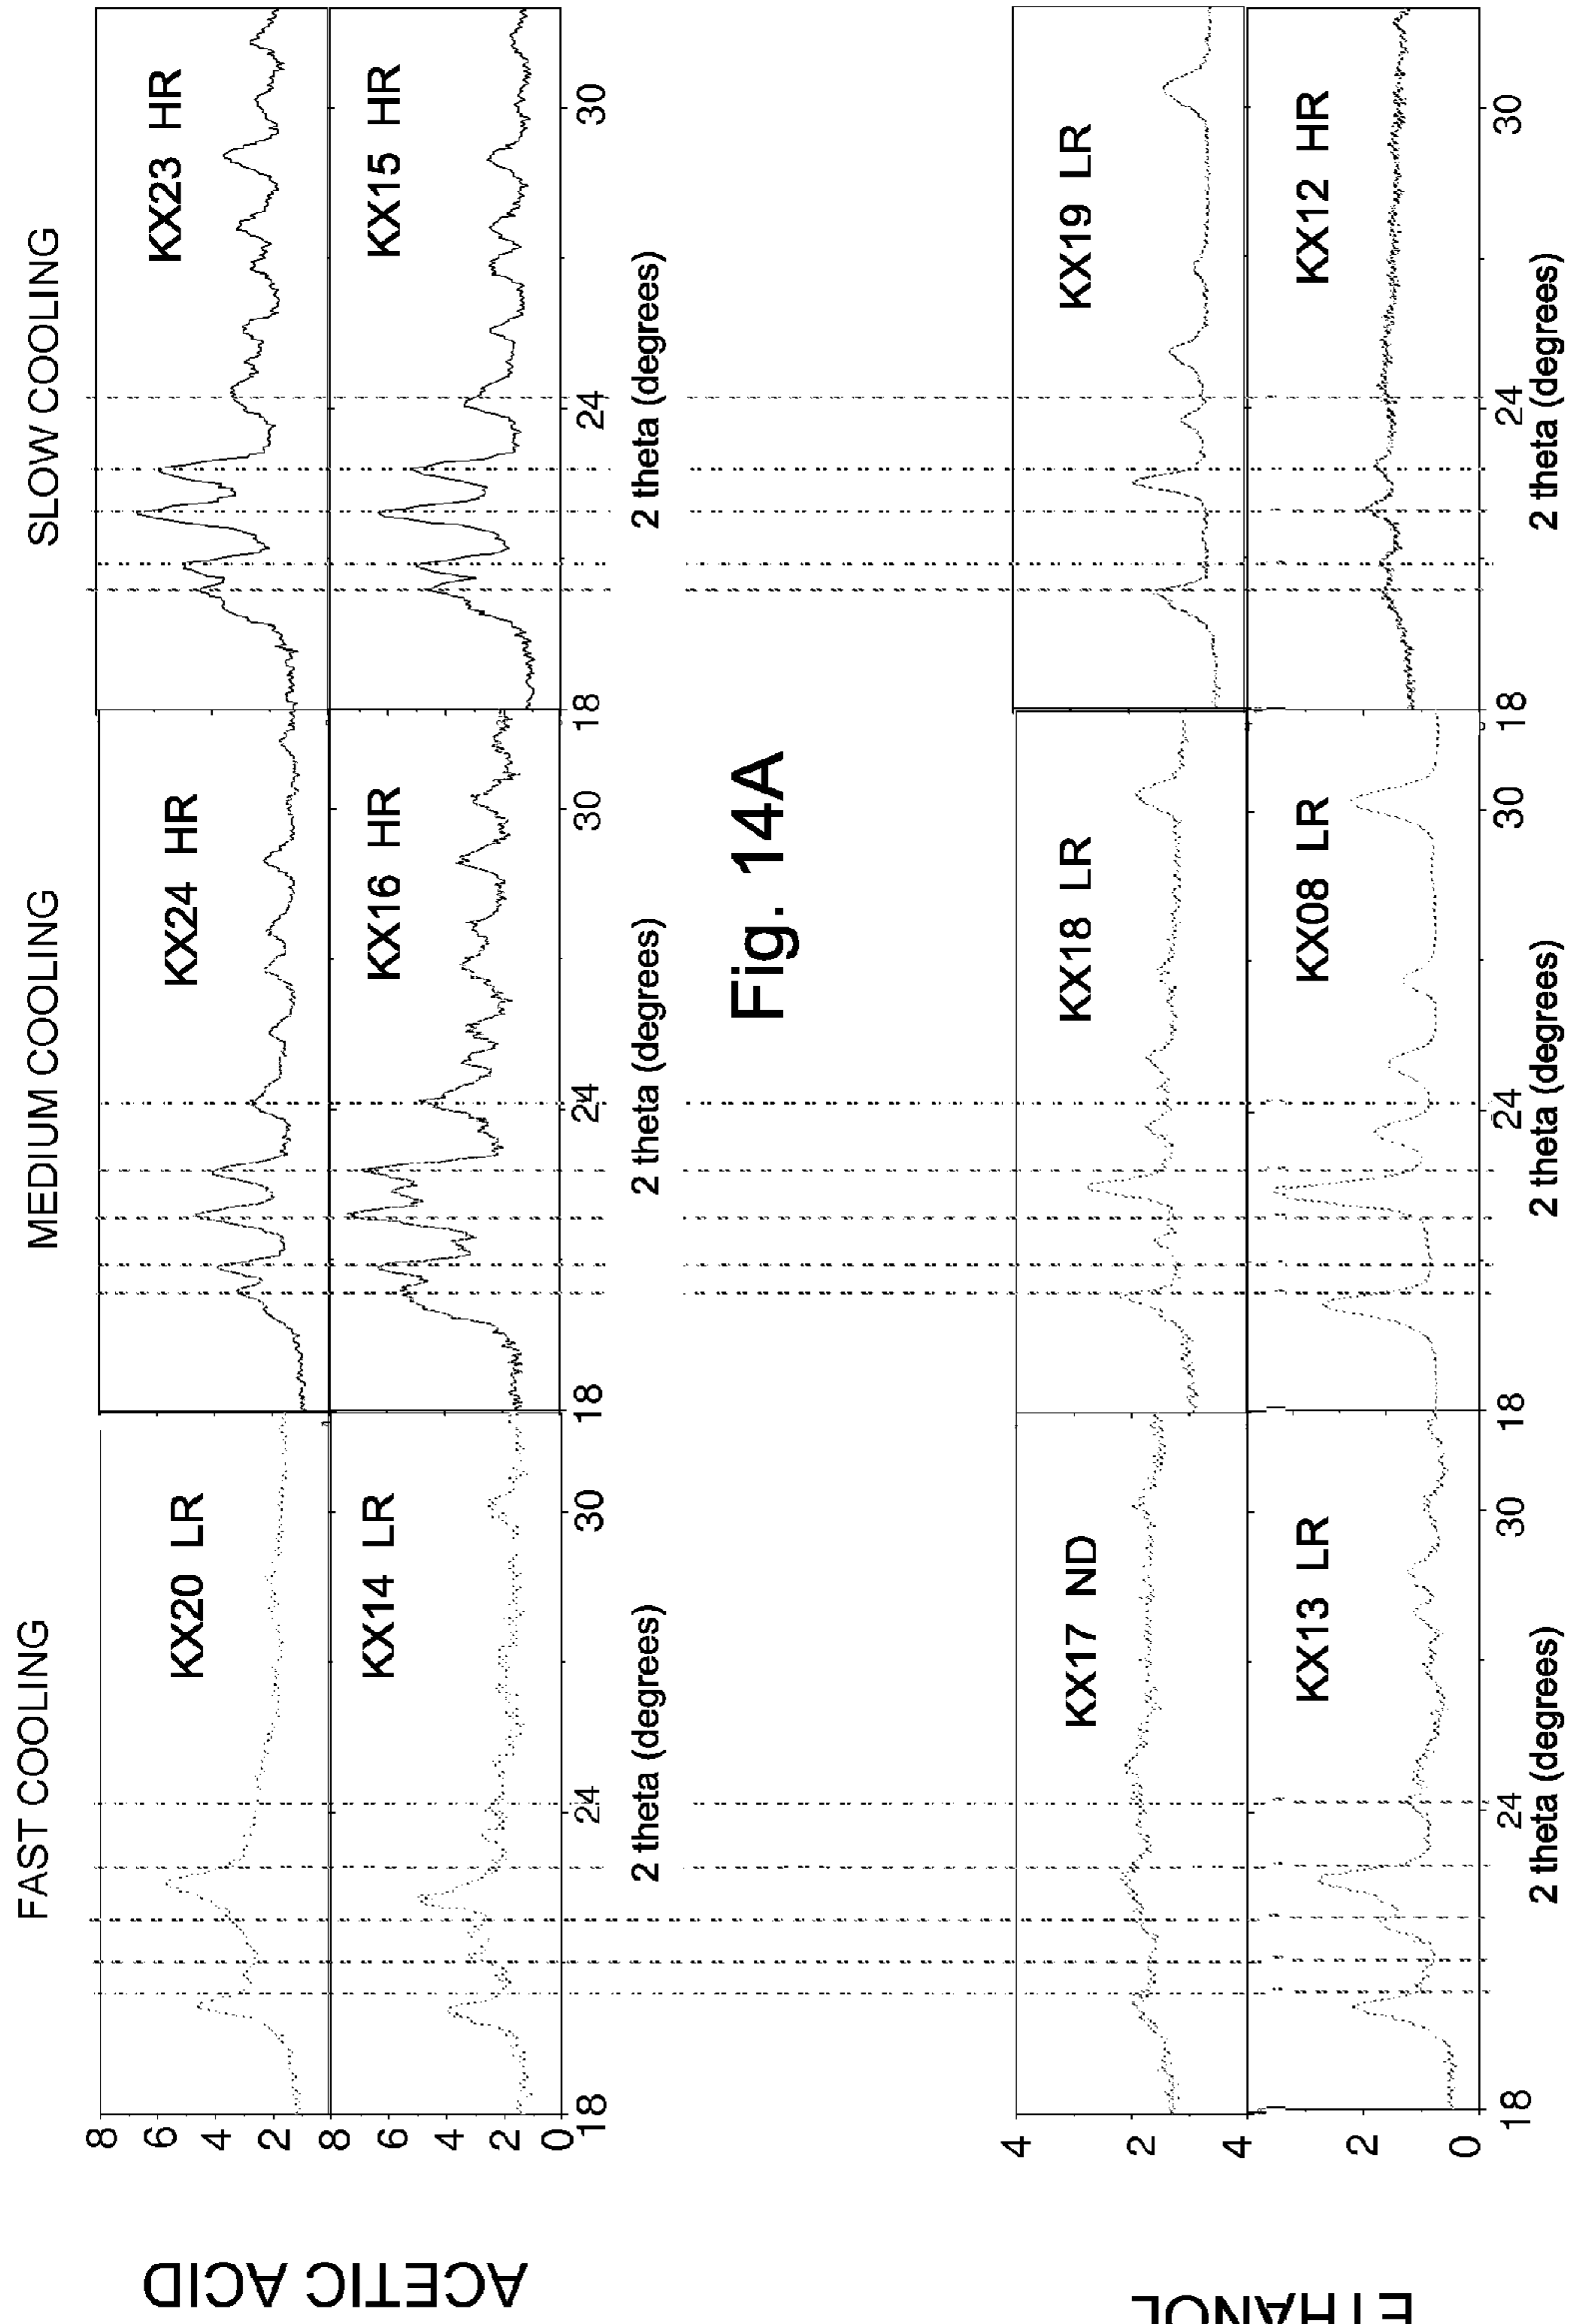 FAST COOLING MEDIUM COOLING SLOW COOLING
ACETIC ACID
8
6
4
2
KX20 LR KX24 HR KX23 HR
8
6
4
2
0
KX14 LR KX16 HR KX15 HR
18 24 30 18 24 30 18 24 30
2 theta (degrees) 2 theta (degrees) 2 theta (degrees)
Fig. 14A
ETHANOL
4
2
KX17 ND KX18 LR KX19 LR
4
2
0
KX13 LR KX08 LR KX12 HR
18 24 30 18 24 30 18 24 30
2 theta (degrees) 2 theta (degrees) 2 theta (degrees)